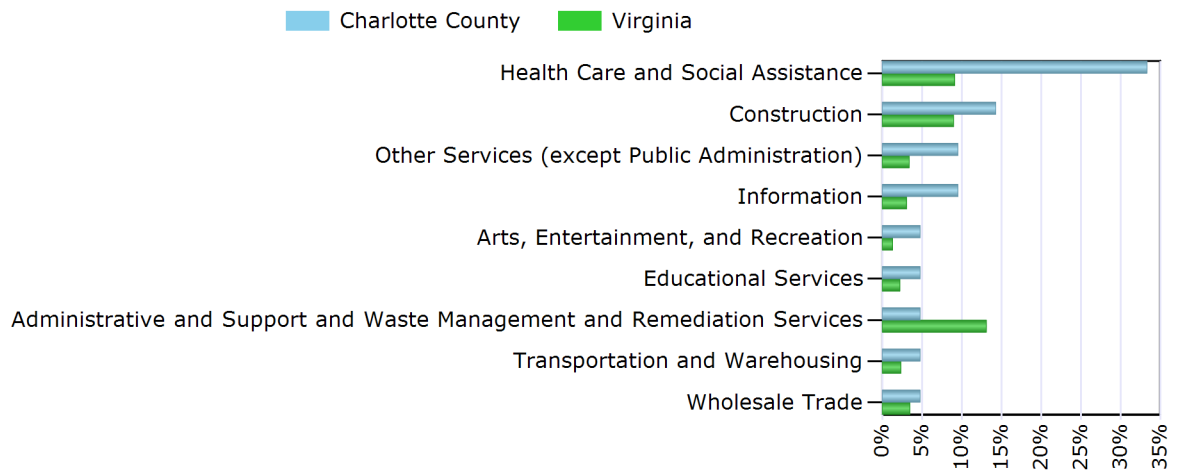 Charlotte County Virginia
Health Care and Social Assistance
Construction
Other Services (except Public Administration)
Information
Arts, Entertainment, and Recreation
Educational Services
Administrative and Support and Waste Management and Remediation Services
Transportation and Warehousing
Wholesale Trade
0% 5% 10% 15% 20% 25% 30% 35%